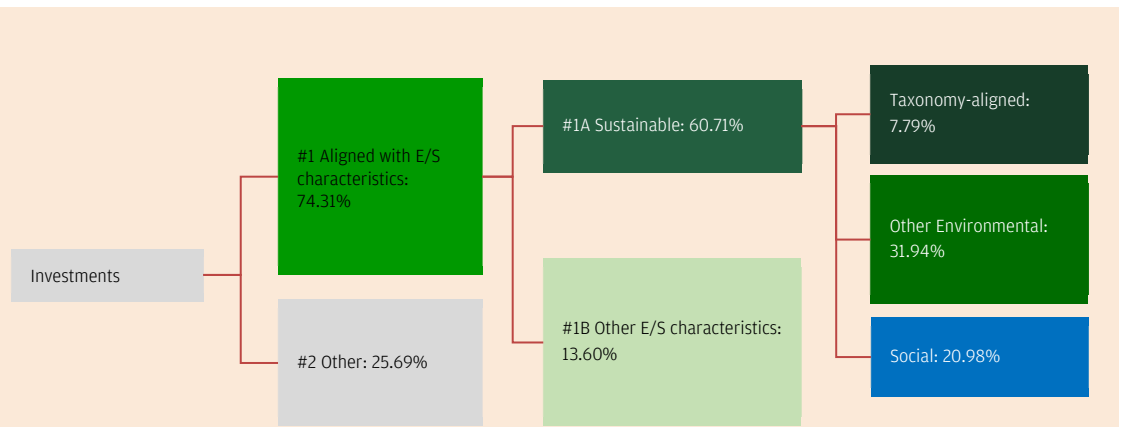 Investments
#1 Aligned with E/S
characteristics:
74.31%
#2 Other: 25.69%
#1A Sustainable: 60.71%
#1B Other E/S characteristics:
13.60%
Taxonomy-aligned:
7.79%
Other Environmental:
31.94%
Social: 20.98%